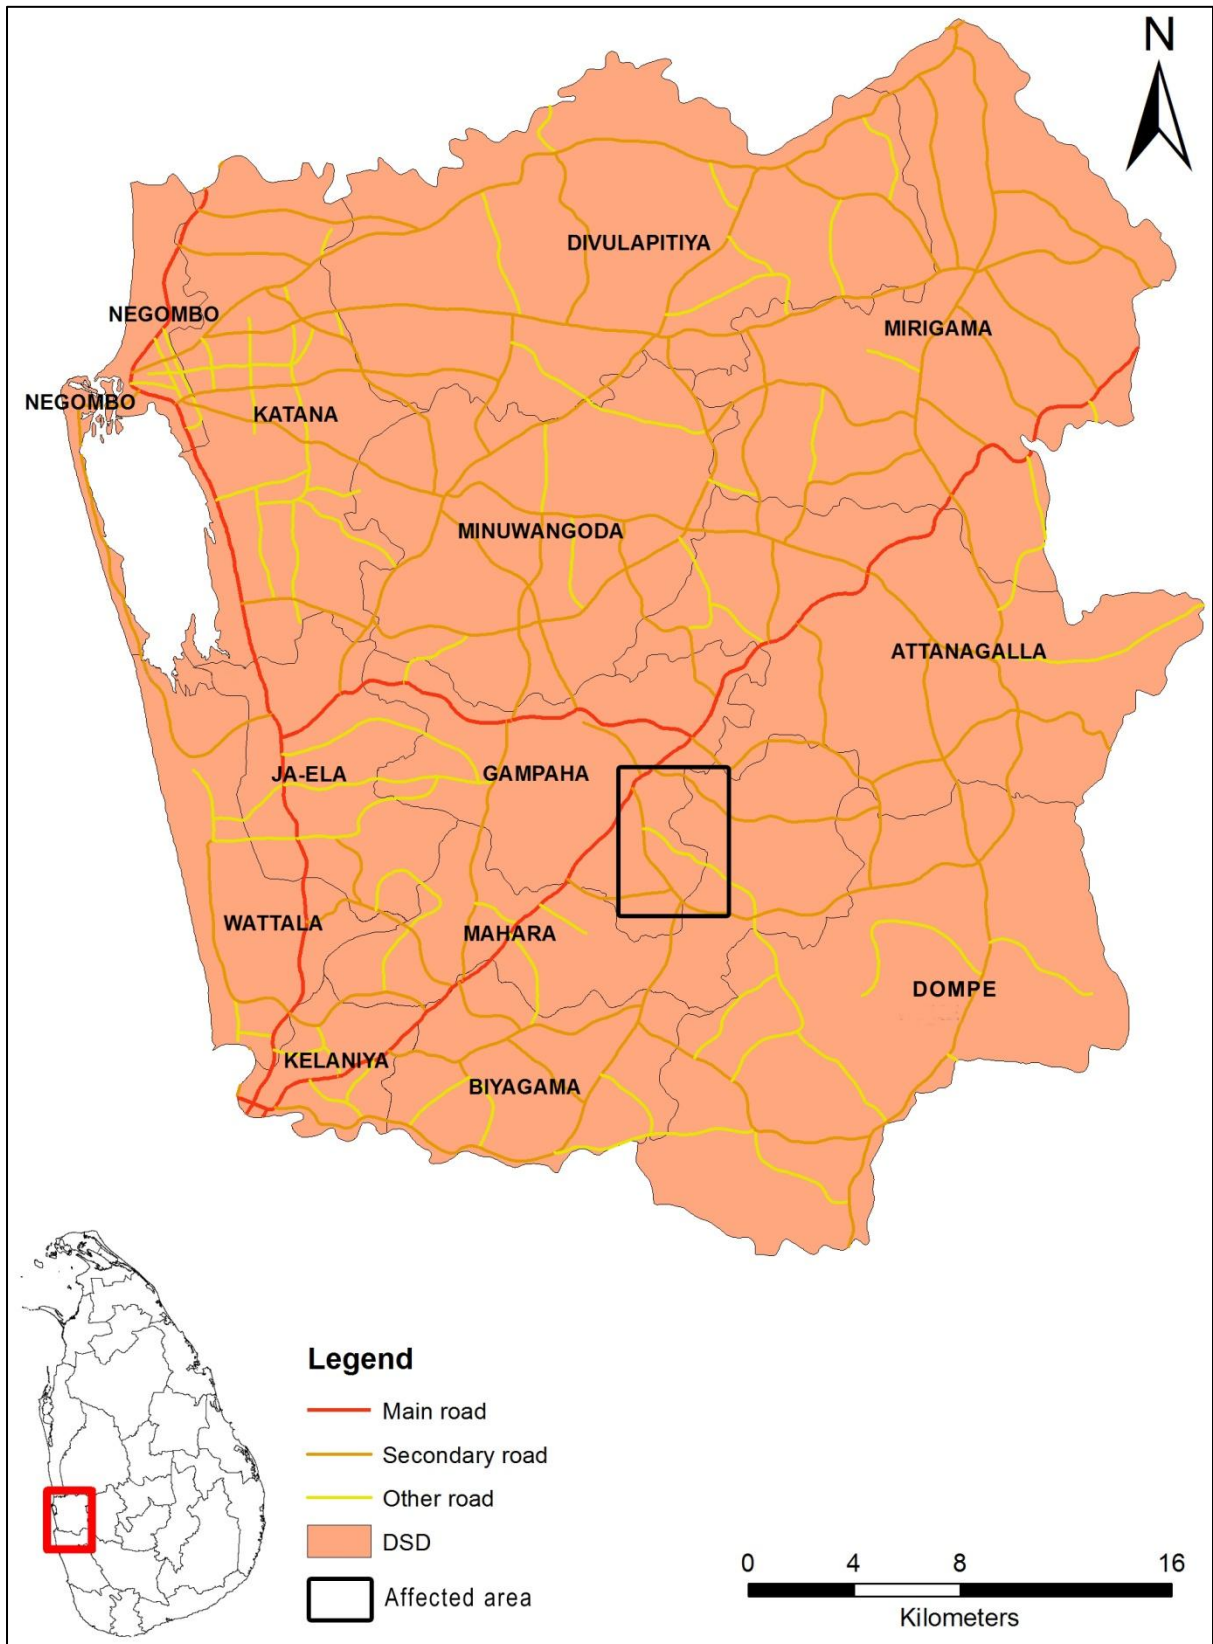 N
DIVULAPITIYA
NEGOMBO
MIRIGAMA
NEGOMBO
KATANA
MINUWANGODA
ATTANAGALLA
JA-ELA
GAMPAHA
WATTALA
MAHARA
DOMPE
KELANIYA
BIYAGAMA
Legend
Main road
Secondary road
Other road
DSD
Affected area
0 4 8 16
Kilometers